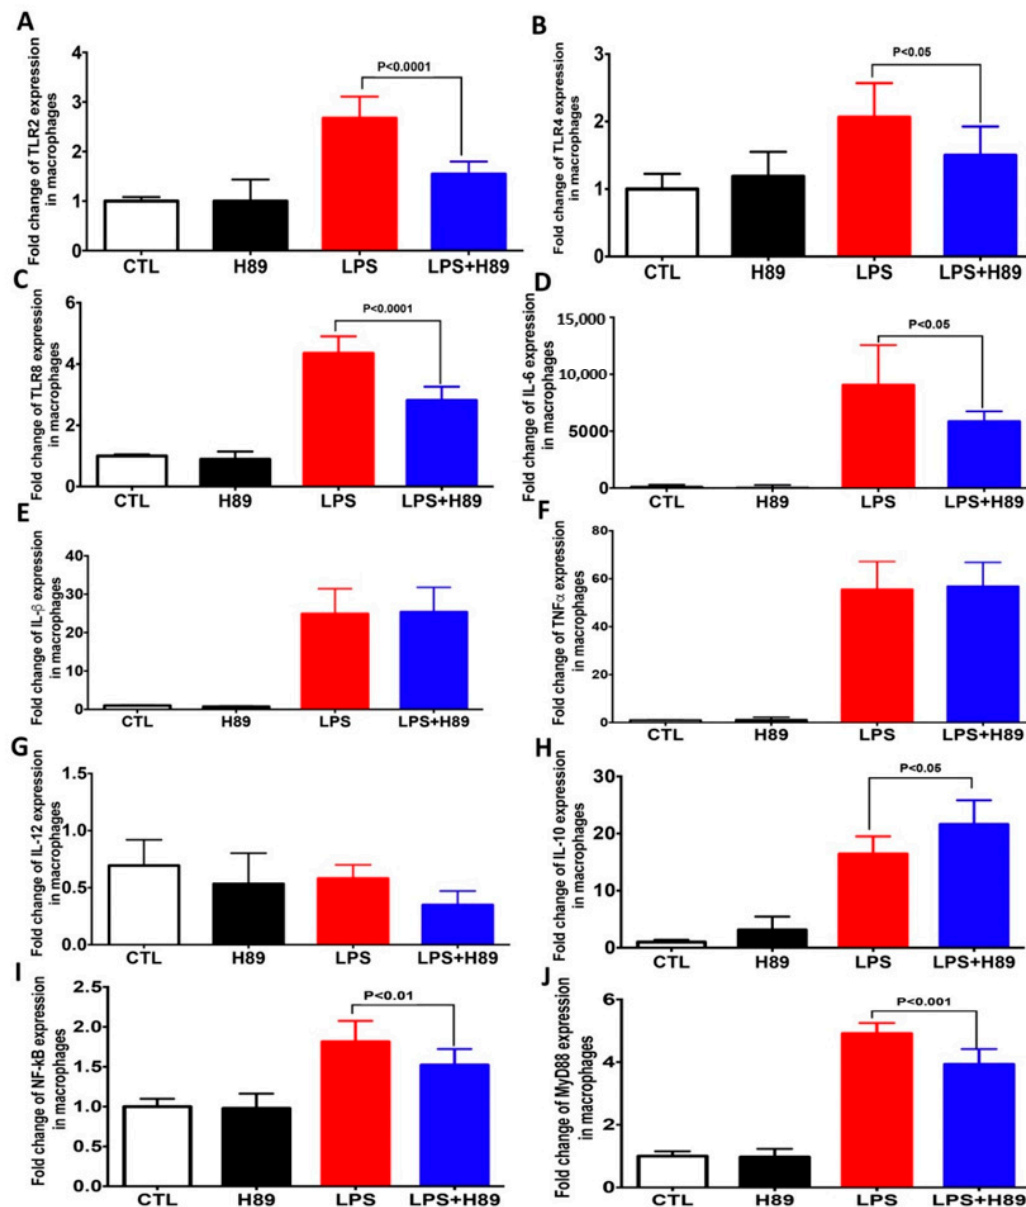 A
Fold change of TLR2 expression
in macrophages
4
3
2
1
0
P<0.0001
CTL H89 LPS LPS+H89
B
Fold change of TLR4 expression
in macrophages
3
2
1
0
P<0.05
CTL H89 LPS LPS+H89
C
Fold change of TLR8 expression
in macrophages
6
4
2
0
P<0.0001
CTL H89 LPS LPS+H89
D
Fold change of IL-6 expression
in macrophages
15,000
10,000
5000
0
P<0.05
CTL H89 LPS LPS+H89
E
Fold change of IL-β expression
in macrophages
40
30
20
10
0
CTL H89 LPS LPS+H89
F
Fold change of TNFα expression
in macrophages
80
60
40
20
0
CTL H89 LPS LPS+H89
G
Fold change of IL-12 expression
in macrophages
1.5
1.0
0.5
0.0
CTL H89 LPS LPS+H89
H
Fold change of IL-10 expression
in macrophages
30
20
10
0
P<0.05
CTL H89 LPS LPS+H89
I
Fold change of NF-kB expression
in macrophages
2.5
2.0
1.5
1.0
0.5
0.0
P<0.01
CTL H89 LPS LPS+H89
J
Fold change of MyD88 expression
in macrophages
6
4
2
0
P<0.001
CTL H89 LPS LPS+H89